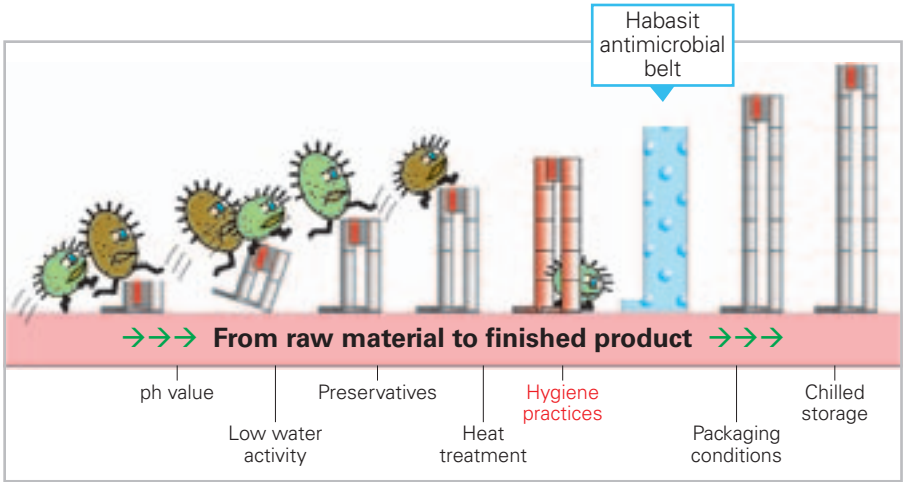 Habasit
antimicrobial
belt
→→→ From raw material to finished product →→→
ph value
Preservatives
Hygiene
practices
Chilled
storage
Low water
activity
Heat
treatment
Packaging
conditions